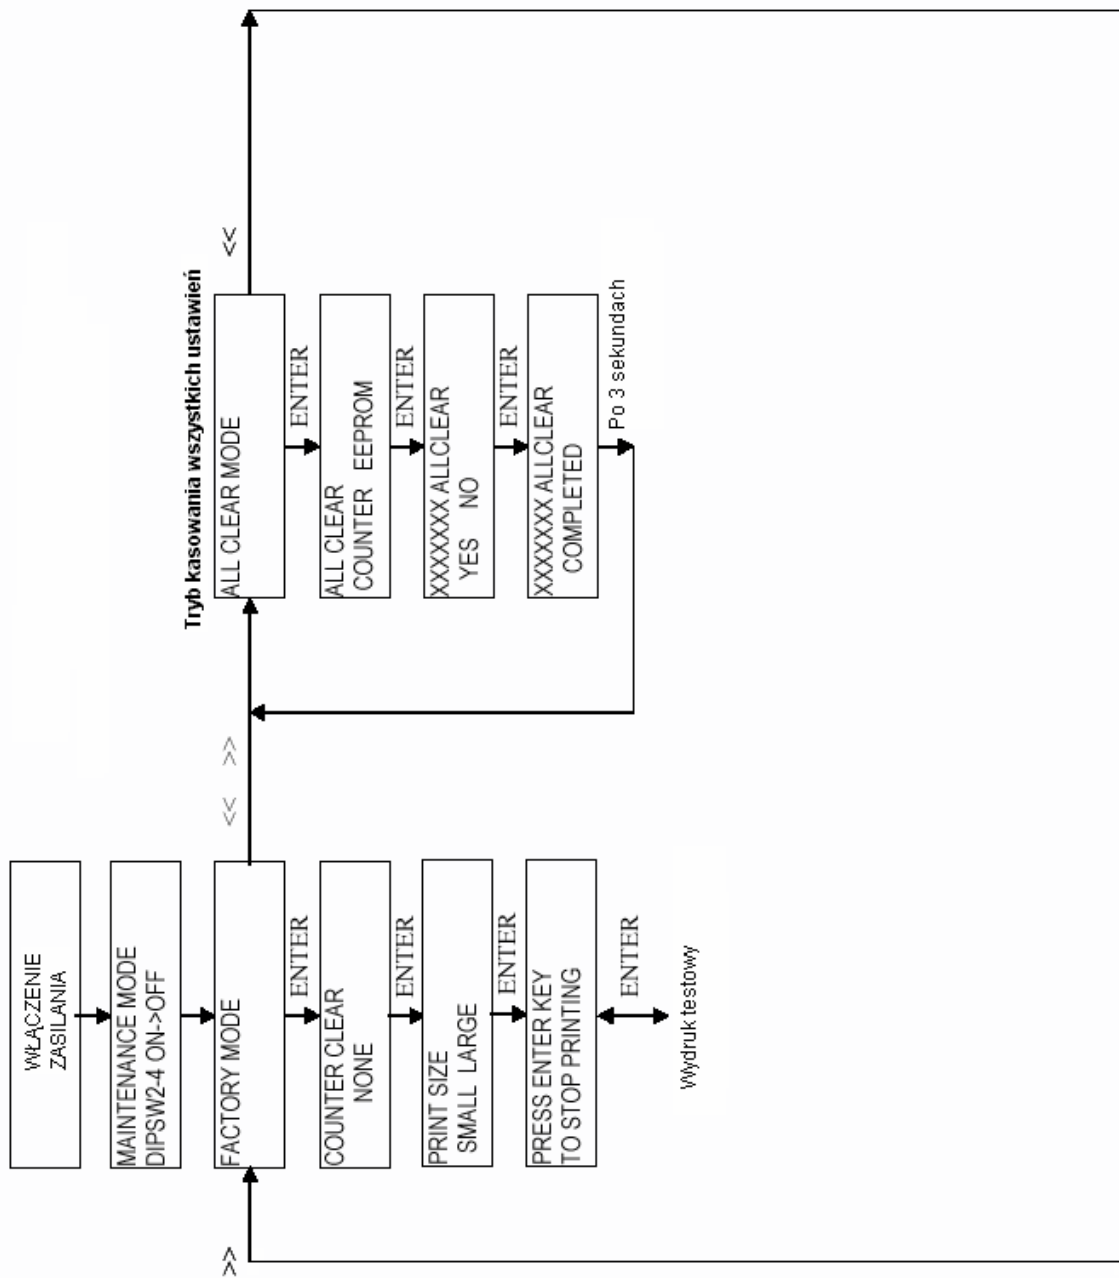 WŁĄCZENIE
ZASILANIA
MAINTENANCE MODE
DIPSW2-4 ON->OFF
>>
FACTORY MODE
<< >>
ENTER
COUNTER CLEAR
NONE
ENTER
PRINT SIZE
SMALL LARGE
ENTER
PRESS ENTER KEY
TO STOP PRINTING
ENTER
Wydruk testowy
Tryb kasowania wszystkich ustawień
ALL CLEAR MODE
<<
ENTER
ALL CLEAR
COUNTER EEPROM
ENTER
XXXXXXX ALLCLEAR
YES NO
ENTER
XXXXXXX ALLCLEAR
COMPLETED
Po 3 sekundach